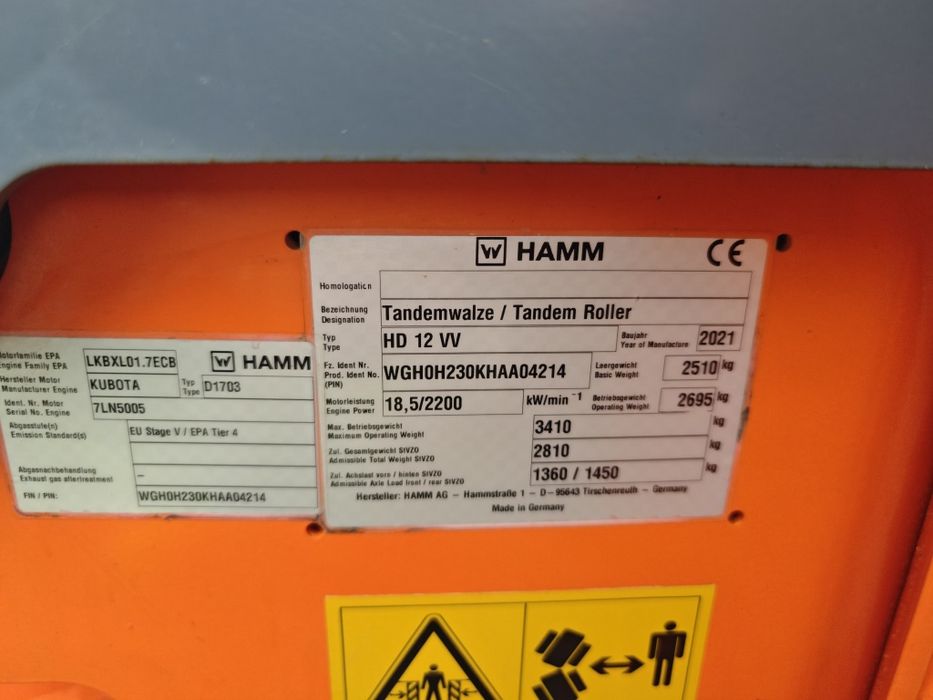 HAMM CE
Homologation
Bezeichnung
Designation
Tandemwalze / Tandem Roller
Typ
Type
HD 12 VV
Baujahr
Year of Manufacture
2021
Fz. Ident Nr.
Prod. Ident No.
(PIN)
WGH0H230KHAA04214
Leergewicht
Basic Weight
2510 kg
Motorleistung
Engine Power
18,5/2200 kW/min -1
Betriebsgewicht
Operating Weight
2695 kg
Max. Betriebsgewicht
Maximum Operating Weight
3410 kg
Zul. Gesamtgewicht StVZO
Admissible Total Weight StVZO
2810 kg
Zul. Achslast vorn / hinten StVZO
Admissible Axle Load front / rear StVZO
1360 / 1450 kg
Hersteller: HAMM AG – Hammstraße 1 – D–95643 Tirschenreuth – Germany
Made in Germany
Motorfamilie EPA
Engine Family EPA
LKBXL01.7ECB
HAMM
Hersteller Motor
Manufacturer Engine
KUBOTA
Typ
Type
D1703
Ident. Nr. Motor
Serial No. Engine
7LN5005
Abgasstufe(n)
Emission Standard(s)
EU Stage V / EPA Tier 4
Abgasnachbehandlung
Exhaust gas aftertreatment
–
FIN / PIN:
WGH0H230KHAA04214